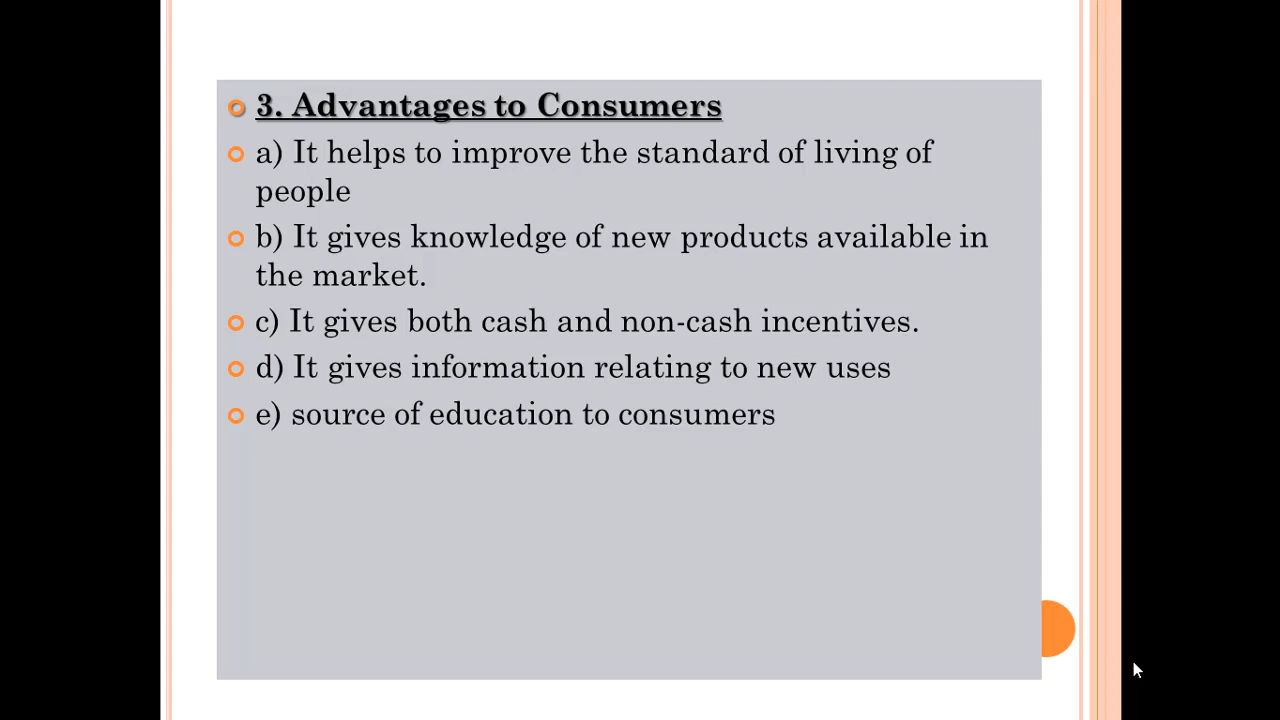 3. Advantages to Consumers
a) It helps to improve the standard of living of
people
b) It gives knowledge of new products available in
the market.
c) It gives both cash and non-cash incentives.
d) It gives information relating to new uses
e) source of education to consumers